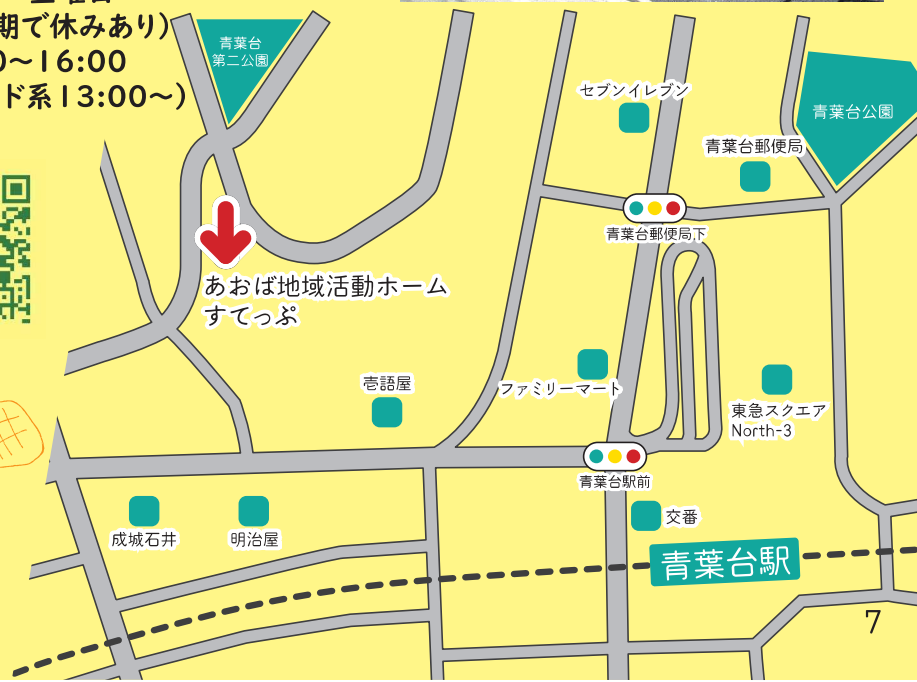 期で休みあり)
0～16:00
ド系13:00～)
青葉台
第二公園
セブンイレブン
青葉台公園
青葉台郵便局
青葉台郵便局下
あおば地域活動ホーム
すてっぷ
壱語屋
ファミリーマート
東急スクエア
North-3
青葉台駅前
成城石井
明治屋
交番
青葉台駅
7